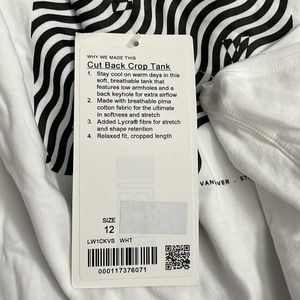 WHY WE MADE THIS
Cut Back Crop Tank
1. Stay cool on warm days in this
soft, breathable tank that
features low armholes and a
back keyhole for extra airflow
2. Made with breathable pima
cotton fabric for the ultimate
in softness and stretch
3. Added Lycra® fibre for stretch
and shape retention
4. Relaxed fit, cropped length
SIZE
12
LW1CKVS WHT
000117376071